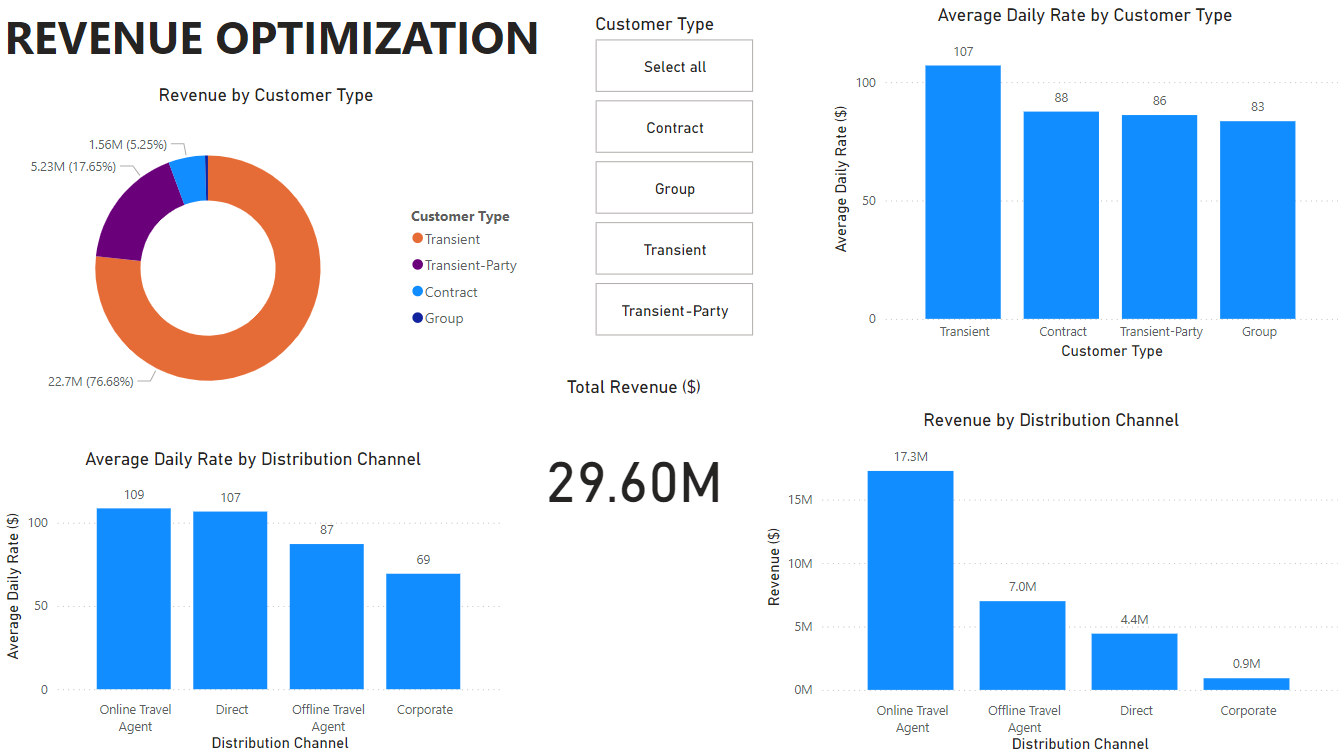 REVENUE OPTIMIZATION
Revenue by Customer Type
1.56M (5.25%)
5.23M (17.65%)
22.7M (76.68%)
Customer Type
Transient
Transient-Party
Contract
Group
Customer Type
Select all
Contract
Group
Transient
Transient-Party
Average Daily Rate by Customer Type
Average Daily Rate ($)
100
50
0
107
88
86
83
Transient
Contract
Transient-Party
Group
Customer Type
Total Revenue ($)
29.60M
Average Daily Rate by Distribution Channel
Average Daily Rate ($)
100
50
0
109
107
87
69
Online Travel
Agent
Direct
Offline Travel
Agent
Corporate
Distribution Channel
Revenue by Distribution Channel
Revenue ($)
15M
10M
5M
0M
17.3M
7.0M
4.4M
0.9M
Online Travel
Agent
Offline Travel
Agent
Direct
Corporate
Distribution Channel